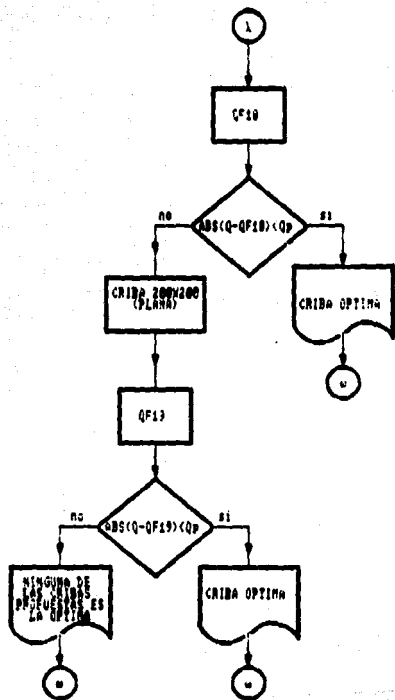 λ
QF18
ABS(Q-QF18)<Qp
no
si
CRIBA 200W200
(PLANA)
CRIBA OPTIMA
ω
QF19
ABS(Q-QF19)<Qp
no
si
NINGUNA DE
LAS CRIBAS
PROPUESTAS ES
LA OPTIMA
CRIBA OPTIMA
ω
ω